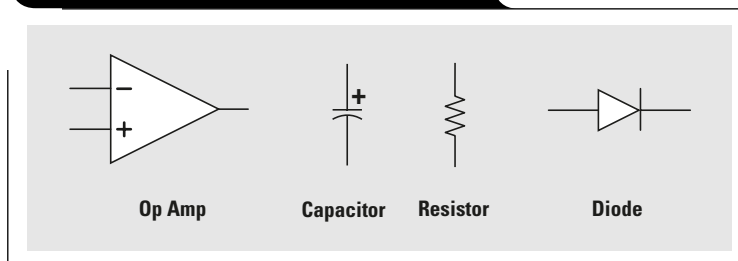 − +
+
Op Amp Capacitor Resistor Diode